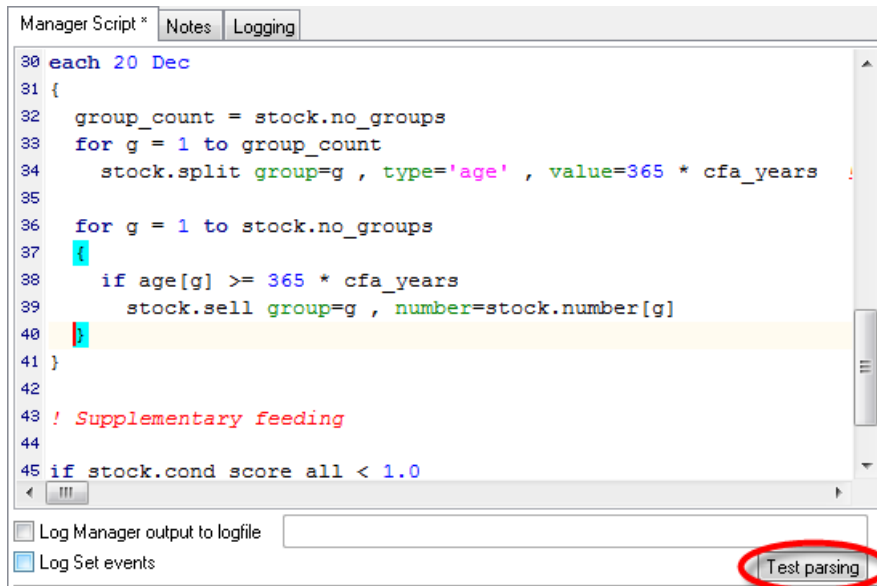 Manager Script * Notes Logging
30 each 20 Dec
31 {
32 group_count = stock.no_groups
33 for g = 1 to group_count
34 stock.split group=g , type='age' , value=365 * cfa_years
35
36 for g = 1 to stock.no_groups
37 {
38 if age[g] >= 365 * cfa_years
39 stock.sell group=g , number=stock.number[g]
40 }
41 }
42
43 ! Supplementary feeding
44
45 if stock.cond_score_all < 1.0
Log Manager output to logfile
Log Set events Test parsing